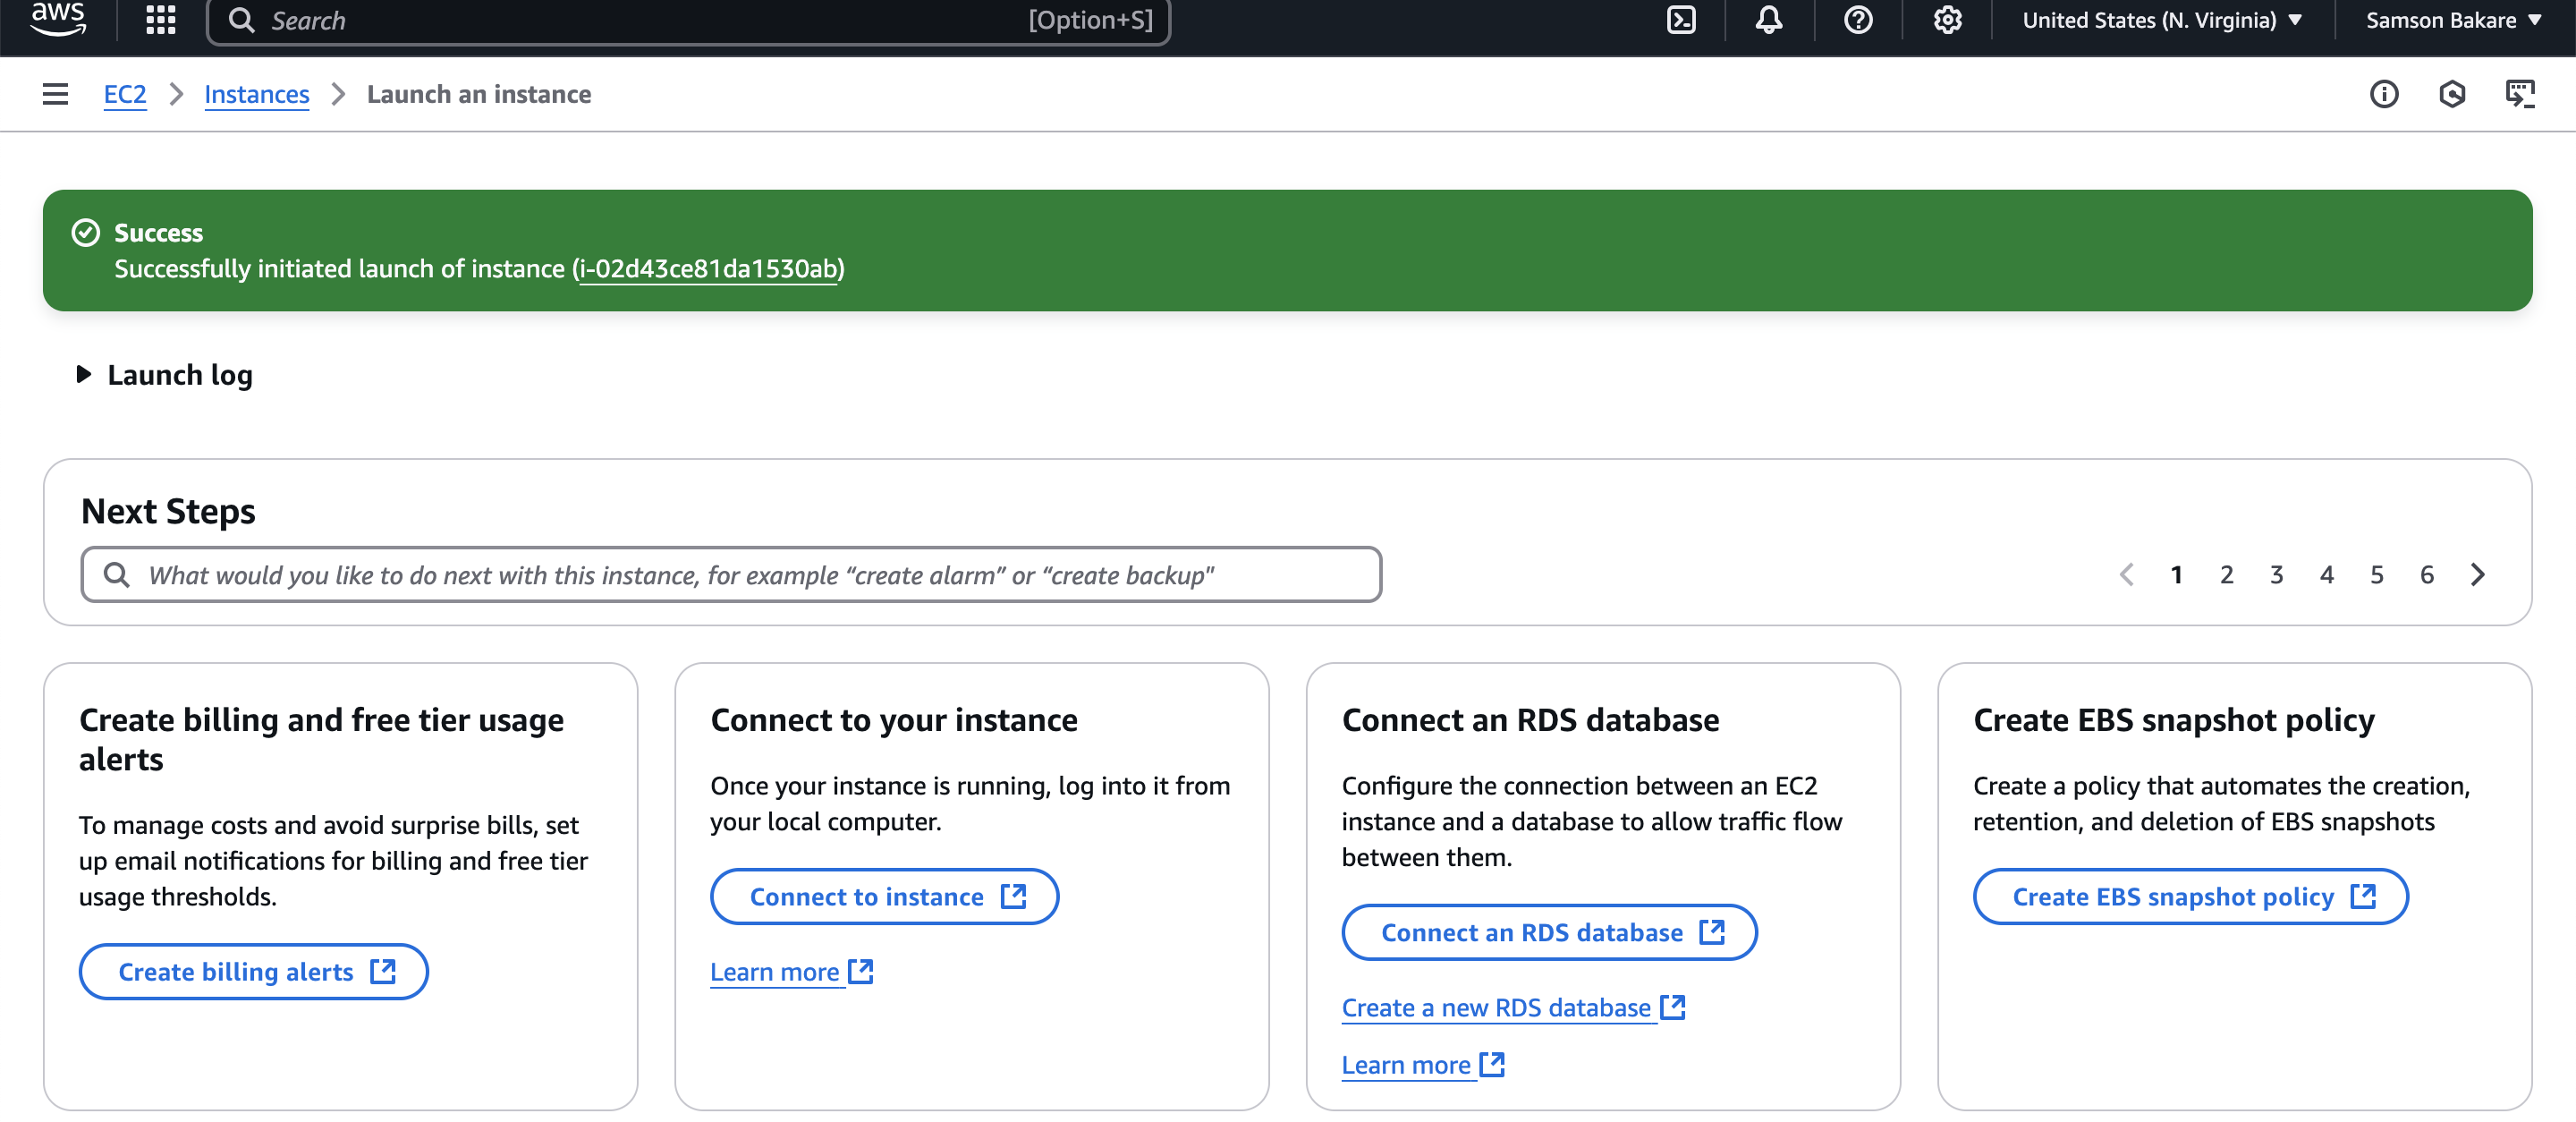 aws
Search [Option+S]
United States (N. Virginia)
Samson Bakare
EC2
Instances
Launch an instance
Success
Successfully initiated launch of instance (i-02d43ce81da1530ab)
Launch log
Next Steps
What would you like to do next with this instance, for example “create alarm” or “create backup"
1 2 3 4 5 6
Create billing and free tier usage
alerts
To manage costs and avoid surprise bills, set
up email notifications for billing and free tier
usage thresholds.
Create billing alerts
Connect to your instance
Once your instance is running, log into it from
your local computer.
Connect to instance
Learn more
Connect an RDS database
Configure the connection between an EC2
instance and a database to allow traffic flow
between them.
Connect an RDS database
Create a new RDS database
Learn more
Create EBS snapshot policy
Create a policy that automates the creation,
retention, and deletion of EBS snapshots
Create EBS snapshot policy